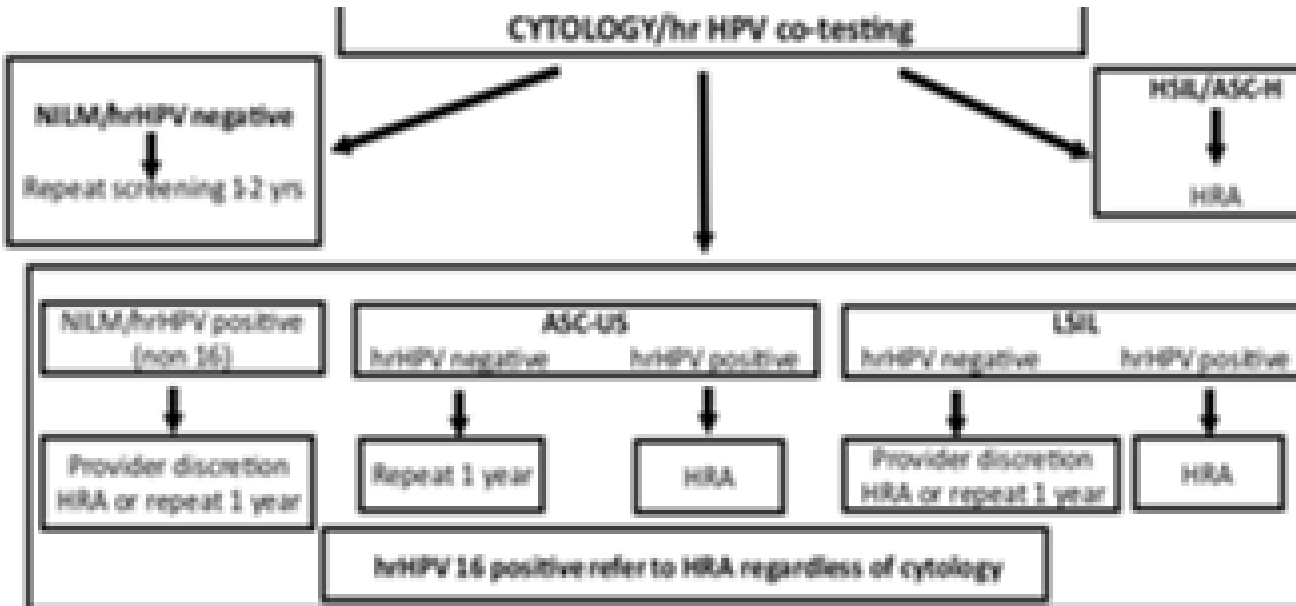 CYTOLOGY/hr HPV co-testing
NILM/hrHPV negative
Repeat screening 1-2 yrs
HSIL/ASC-H
HRA
NILM/hrHPV positive
(non 16)
Provider discretion
HRA or repeat 1 year
ASC-US
hrHPV negative hrHPV positive
Repeat 1 year
HRA
LSIL
hrHPV negative hrHPV positive
Provider discretion
HRA or repeat 1 year
HRA
hrHPV 16 positive refer to HRA regardless of cytology